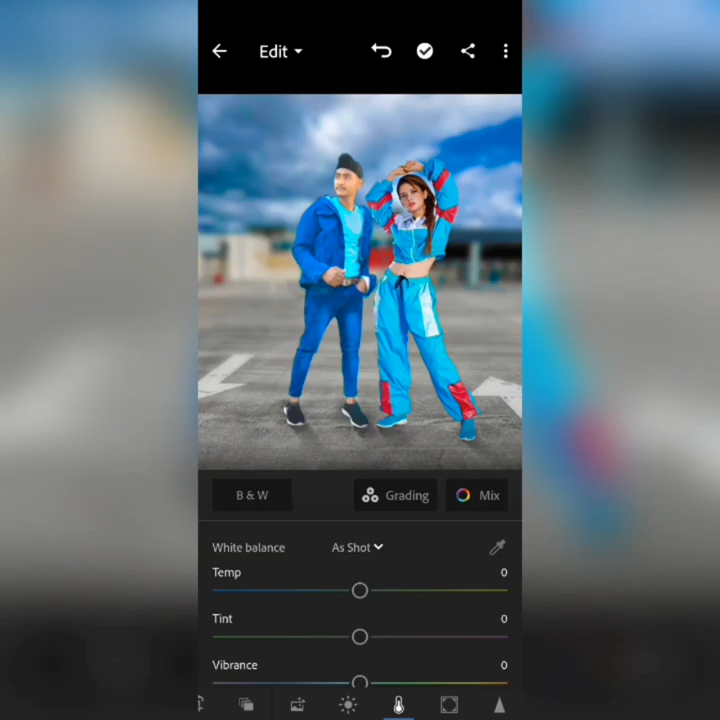 Edit
B & W Grading Mix
White balance As Shot
Temp 0
Tint 0
Vibrance 0